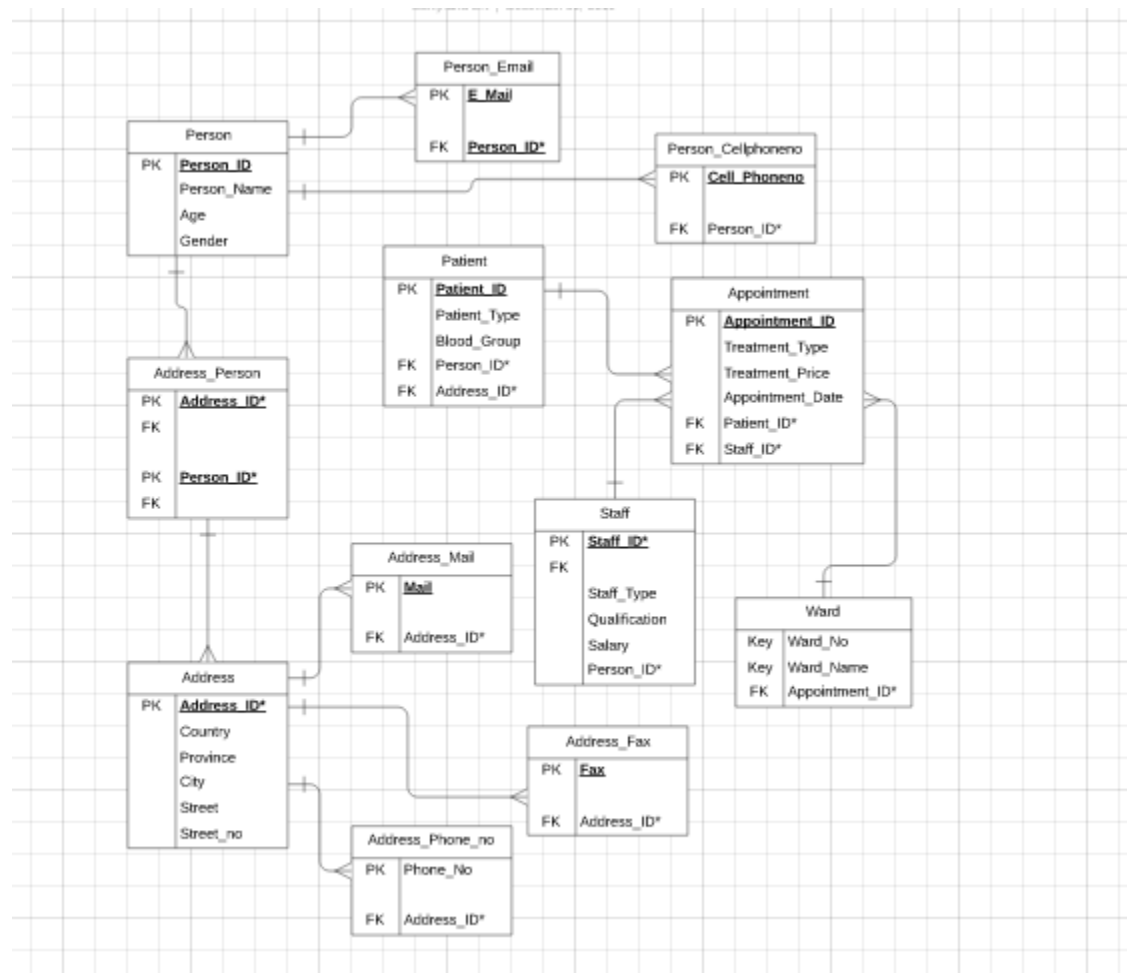 Person_Email
PK E_Mail
FK Person_ID*
Person
PK Person_ID
Person_Name
Age
Gender
Person_Cellphoneno
PK Cell_Phoneno
FK Person_ID*
Patient
PK Patient_ID
Patient_Type
Blood_Group
FK Person_ID*
FK Address_ID*
Appointment
PK Appointment_ID
Treatment_Type
Treatment_Price
Appointment_Date
FK Patient_ID*
FK Staff_ID*
Address_Person
PK Address_ID*
FK
PK Person_ID*
FK
Staff
PK Staff_ID*
FK
Staff_Type
Qualification
Salary
Person_ID*
Address_Mail
PK Mail
FK Address_ID*
Ward
Key Ward_No
Key Ward_Name
FK Appointment_ID*
Address
PK Address_ID*
Country
Province
City
Street
Street_no
Address_Fax
PK Fax
FK Address_ID*
Address_Phone_no
PK Phone_No
FK Address_ID*